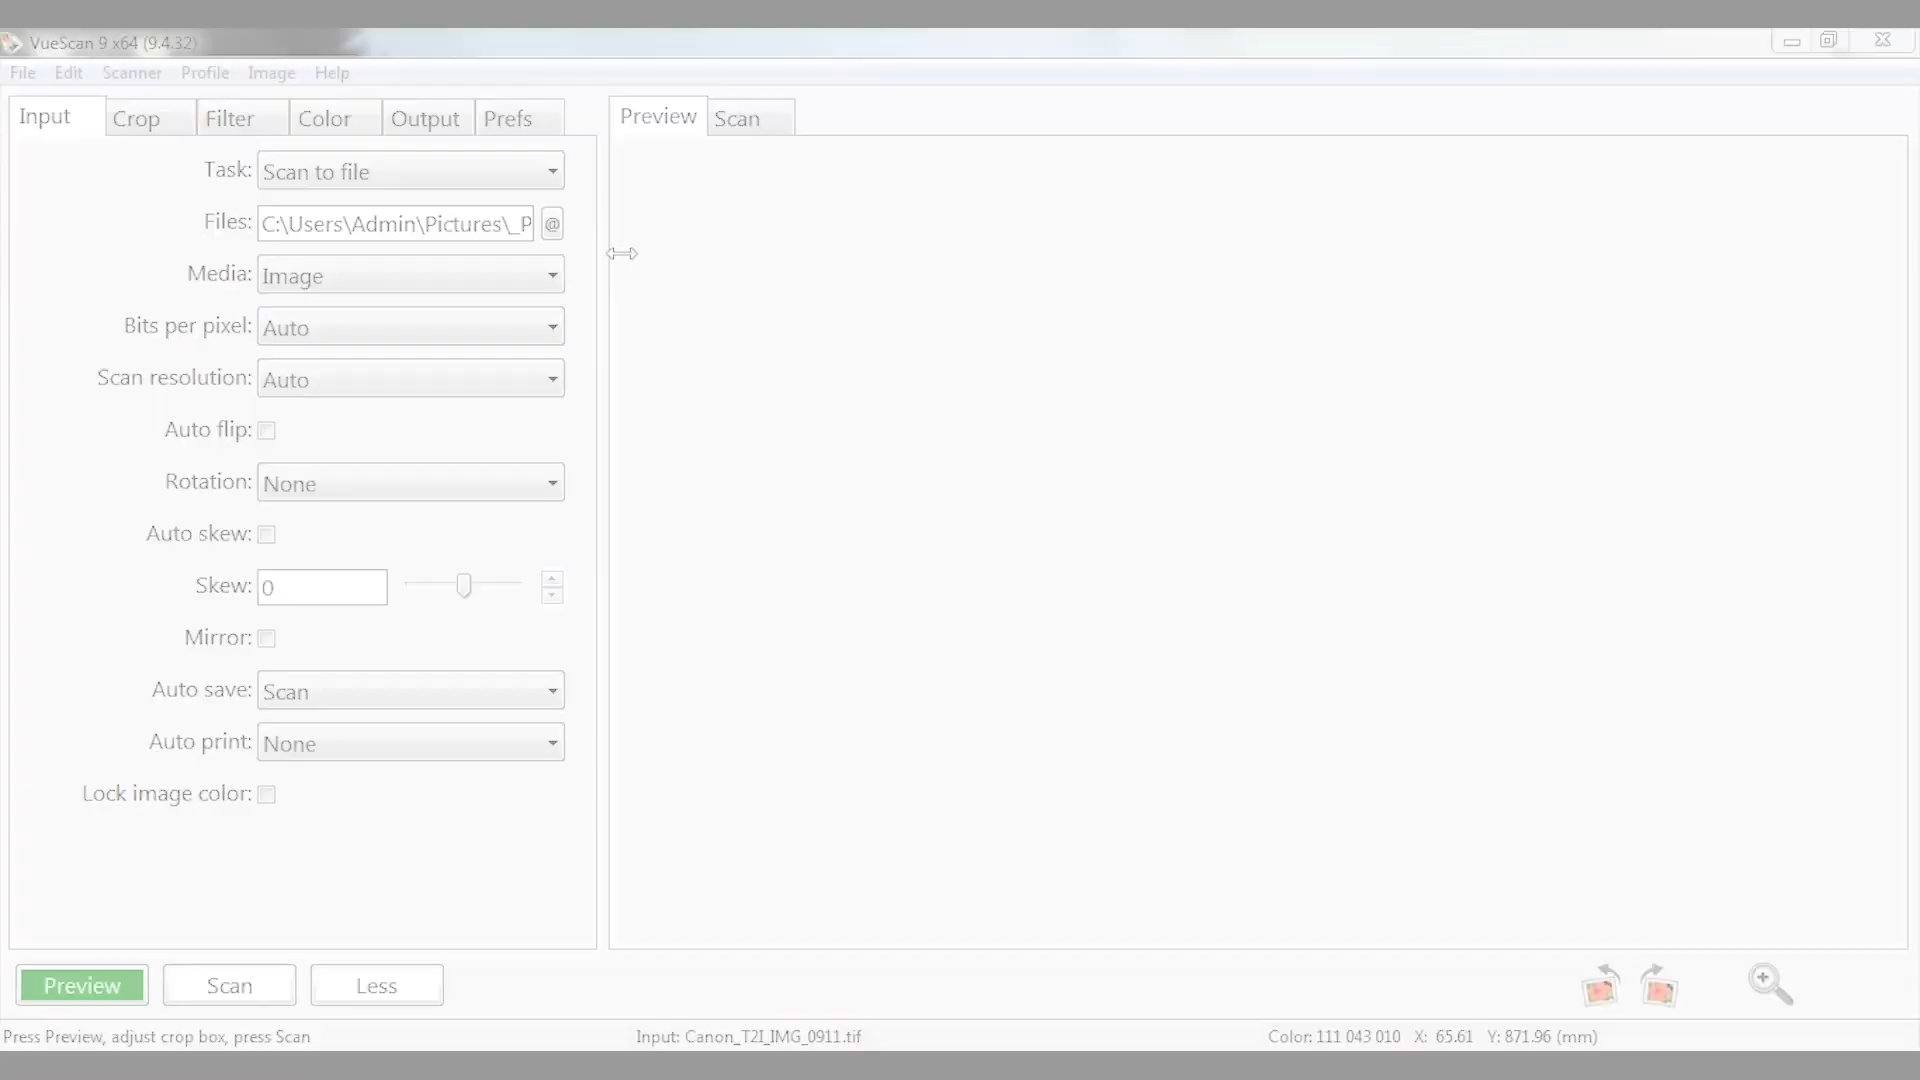 VueScan 9 x64 (9.4.32)
File Edit Scanner Profile Image Help
Input Crop Filter Color Output Prefs
Preview Scan
Task: Scan to file
Files: C:\Users\Admin\Pictures\_P @
Media: Image
Bits per pixel: Auto
Scan resolution: Auto
Auto flip:
Rotation: None
Auto skew:
Skew: 0
Mirror:
Auto save: Scan
Auto print: None
Lock image color:
Preview Scan Less
Press Preview, adjust crop box, press Scan
Input: Canon_T2I_IMG_0911.tif
Color: 111 043 010 X: 65.61 Y: 871.96 (mm)